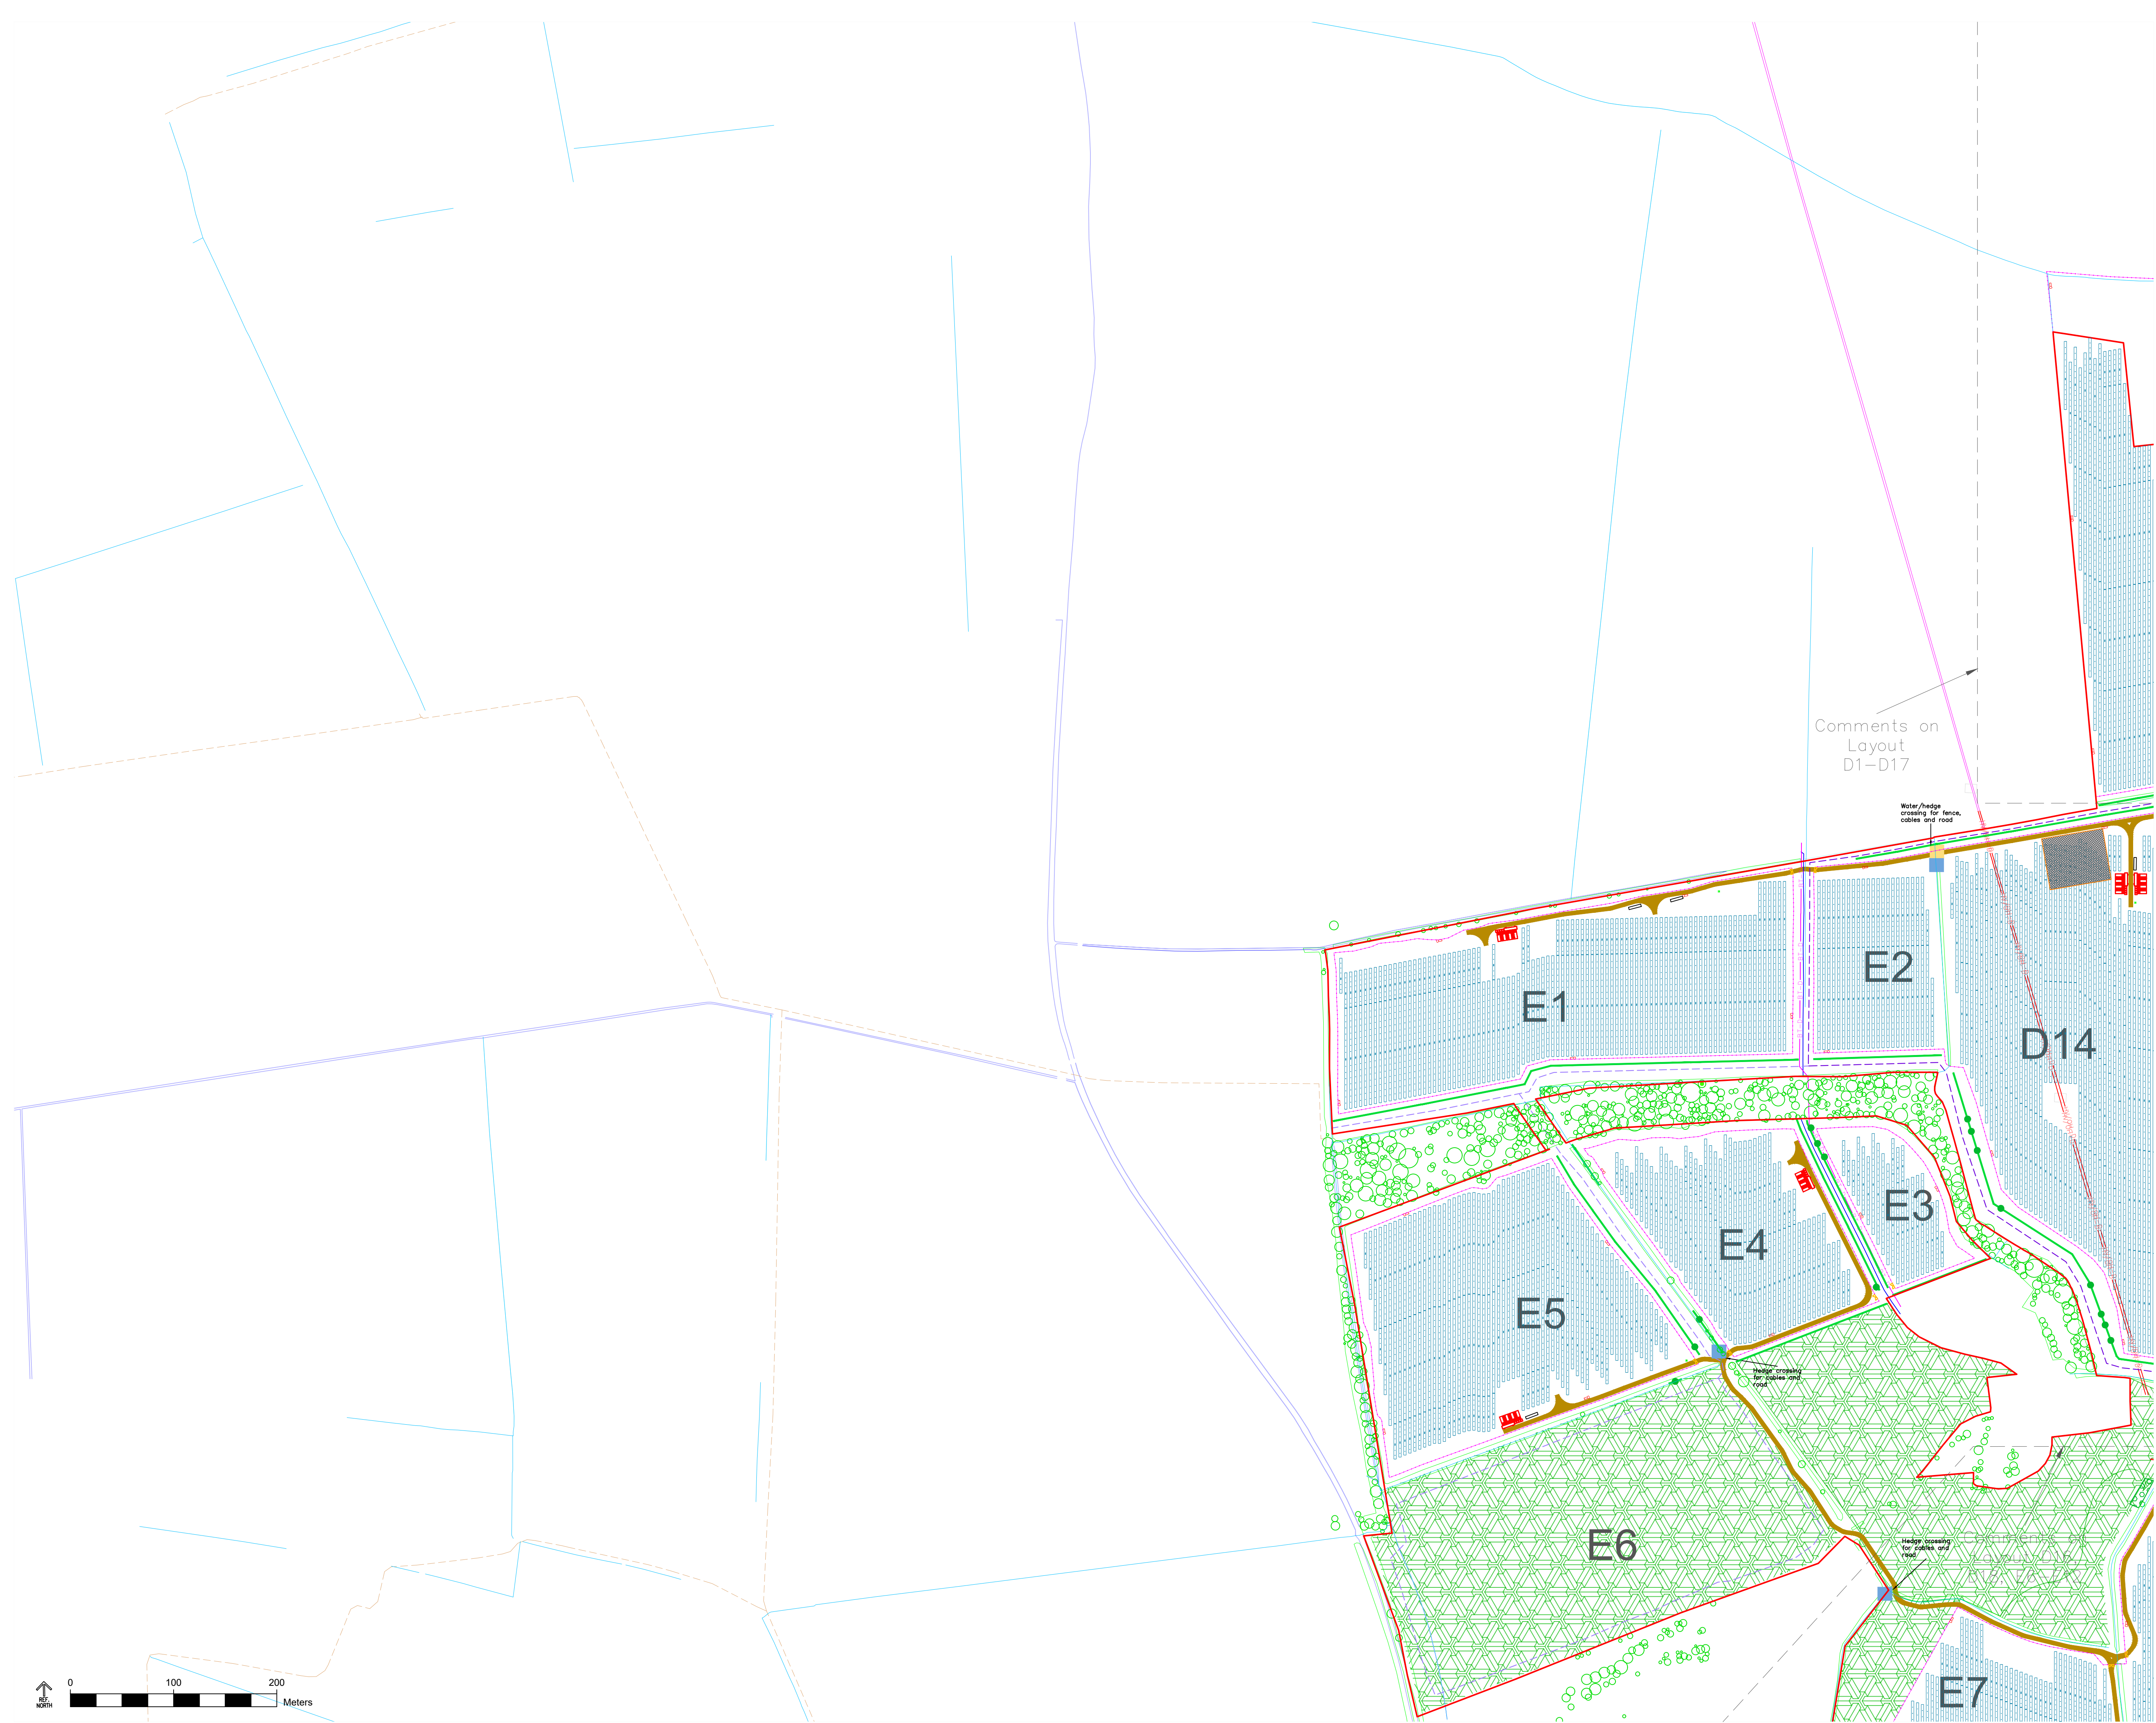 Comments on
Layout
D1-D17
Water/hedge
crossing for fence,
cables and road
E2
E1
D14
E3
E4
E5
Hedge crossing
for cables and
road
E6
Hedge crossing
for cables and
road
Comments on
E7
REF.
NORTH
0
100
200
Meters